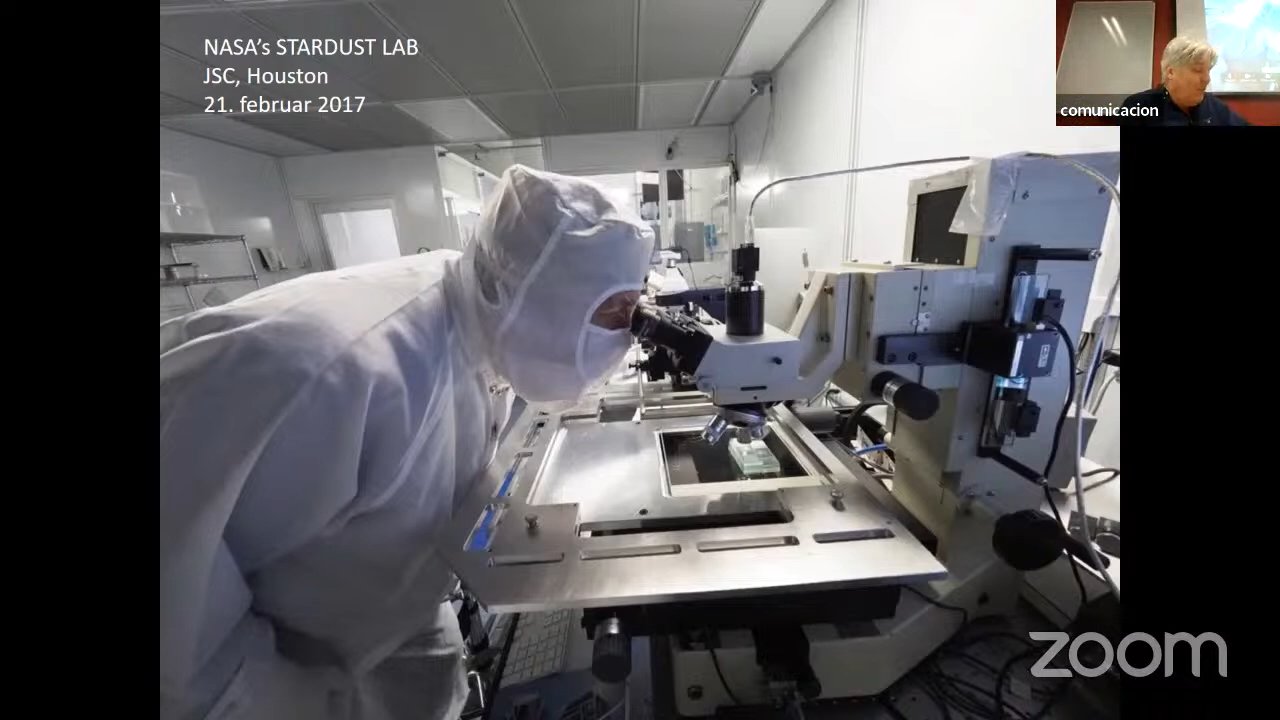 NASA's STARDUST LAB
JSC, Houston
21. februar 2017
comunicacion
zoom